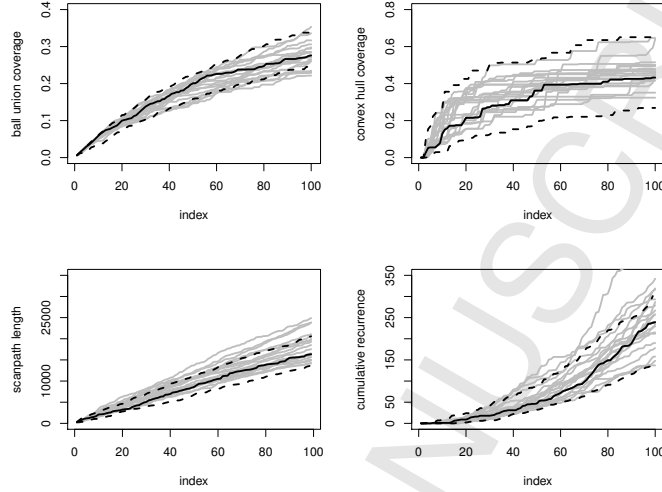 ball union coverage
0.0 0.1 0.2 0.3 0.4
0 20 40 60 80 100
index
convex hull coverage
0.0 0.2 0.4 0.6 0.8
0 20 40 60 80 100
index
scanpath length
0 10000 25000
0 20 40 60 80 100
index
cumulative recurrence
0 50 150 250 350
0 20 40 60 80 100
index
NUSCRI